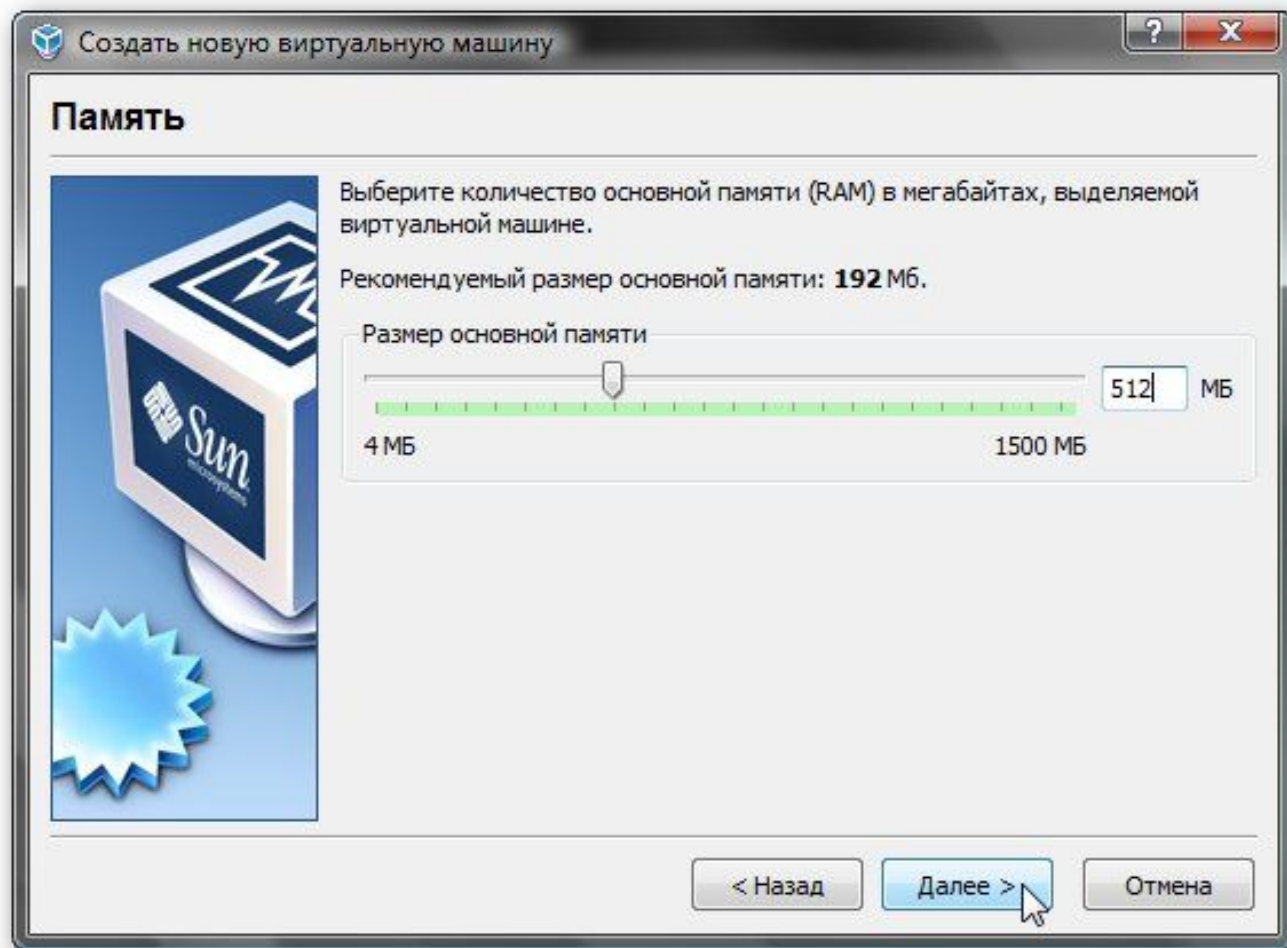 Создать новую виртуальную машину
?
X
Память
Выберите количество основной памяти (RAM) в мегабайтах, выделяемой
виртуальной машине.
Рекомендуемый размер основной памяти: 192 Мб.
Размер основной памяти
512 МБ
4 МБ 1500 МБ
Sun
microsystems
< Назад Далее > Отмена